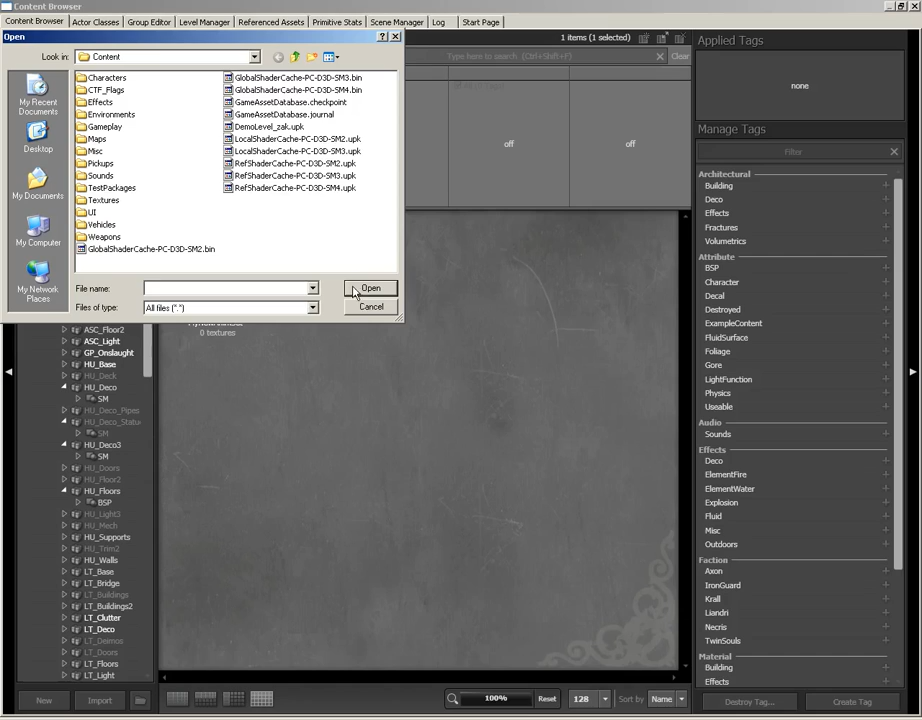 Content Browser
Content Browser Actor Classes Group Editor Level Manager Referenced Assets Primitive Stats Scene Manager Log Start Page
Open
Look in: Content
My Recent Documents
Desktop
My Documents
My Computer
My Network Places
Characters
CTF_Flags
Effects
Environments
Gameplay
Maps
Misc
Pickups
Sounds
TestPackages
Textures
UI
Vehicles
Weapons
GlobalShaderCache-PC-D3D-SM2.bin
GlobalShaderCache-PC-D3D-SM3.bin
GlobalShaderCache-PC-D3D-SM4.bin
GameAssetDatabase.checkpoint
GameAssetDatabase.journal
DemoLevel_zak.upk
LocalShaderCache-PC-D3D-SM2.upk
LocalShaderCache-PC-D3D-SM3.upk
RefShaderCache-PC-D3D-SM2.upk
RefShaderCache-PC-D3D-SM3.upk
RefShaderCache-PC-D3D-SM4.upk
File name: Open
Files of type: All files (*.*) Cancel
1 items (1 selected)
Type here to search (Ctrl+Shift+F) Clear
off off
0 textures
ASC_Floor2
ASC_Light
GP_Onslaught
HU_Base
HU_Deck
HU_Deco
SM
HU_Deco_Pipes
HU_Deco_Statu
SM
HU_Deco3
SM
HU_Doors
HU_Floor2
HU_Floors
BSP
HU_Light3
HU_Mech
HU_Supports
HU_Trim2
HU_Walls
LT_Base
LT_Bridge
LT_Buildings
LT_Buildings2
LT_Clutter
LT_Deco
LT_Deimos
LT_Doors
LT_Floors
LT_Light
New Import
100% Reset 128 Sort by Name
Applied Tags
none
Manage Tags
Filter
Architectural
Building
Deco
Effects
Fractures
Volumetrics
Attribute
BSP
Character
Decal
Destroyed
ExampleContent
FluidSurface
Foliage
Gore
LightFunction
Physics
Useable
Audio
Sounds
Effects
Deco
ElementFire
ElementWater
Explosion
Fluid
Misc
Outdoors
Faction
Axon
IronGuard
Krall
Liandri
Necris
TwinSouls
Material
Building
Effects
Destroy Tag... Create Tag